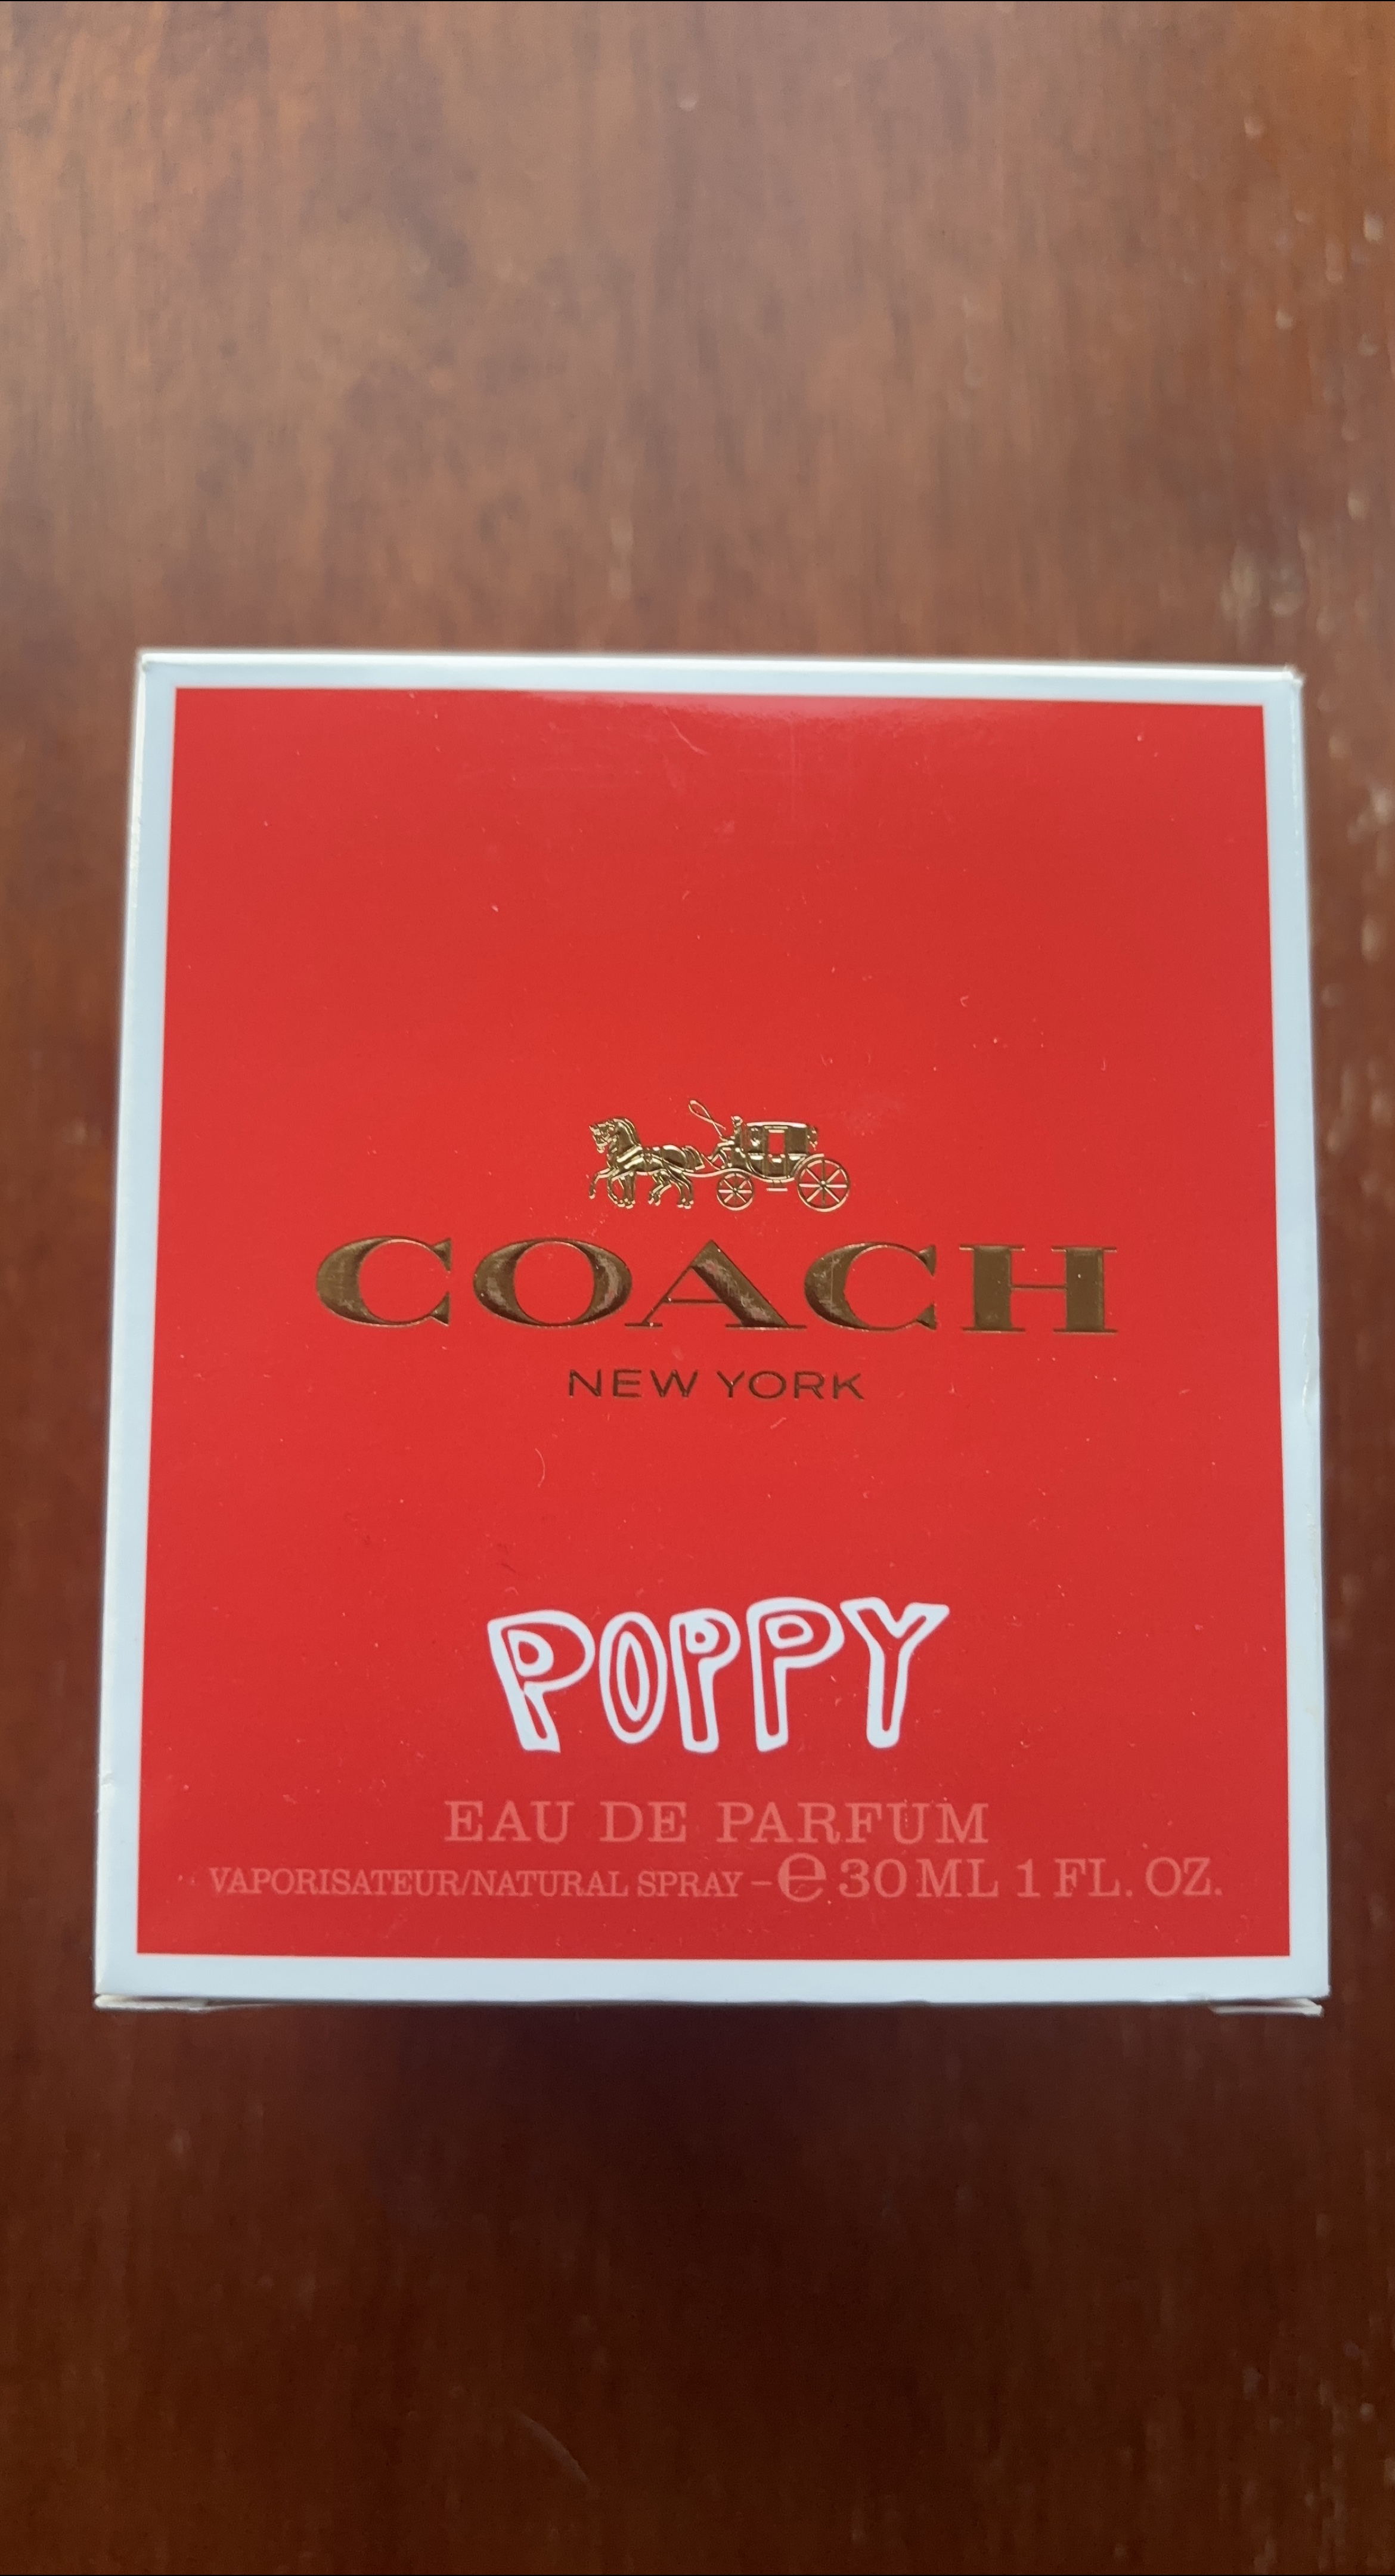 COACH
NEW YORK
POPPY
EAU DE PARFUM
VAPORISATEUR/NATURAL SPRAY – ℮ 30 ML 1 FL. OZ.